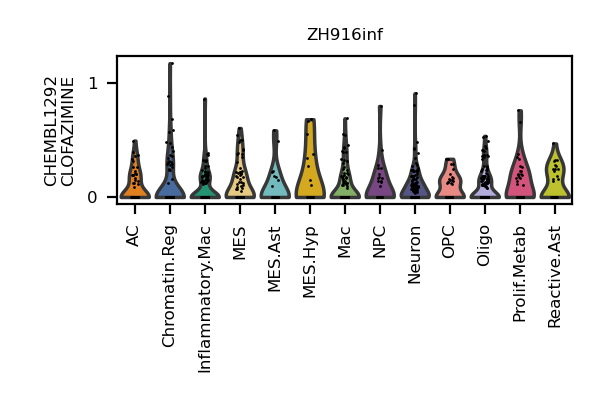 ZH916inf
CHEMBL1292
CLOFAZIMINE
1
0
AC
Chromatin.Reg
Inflammatory.Mac
MES
MES.Ast
MES.Hyp
Mac
NPC
Neuron
OPC
Oligo
Prolif.Metab
Reactive.Ast